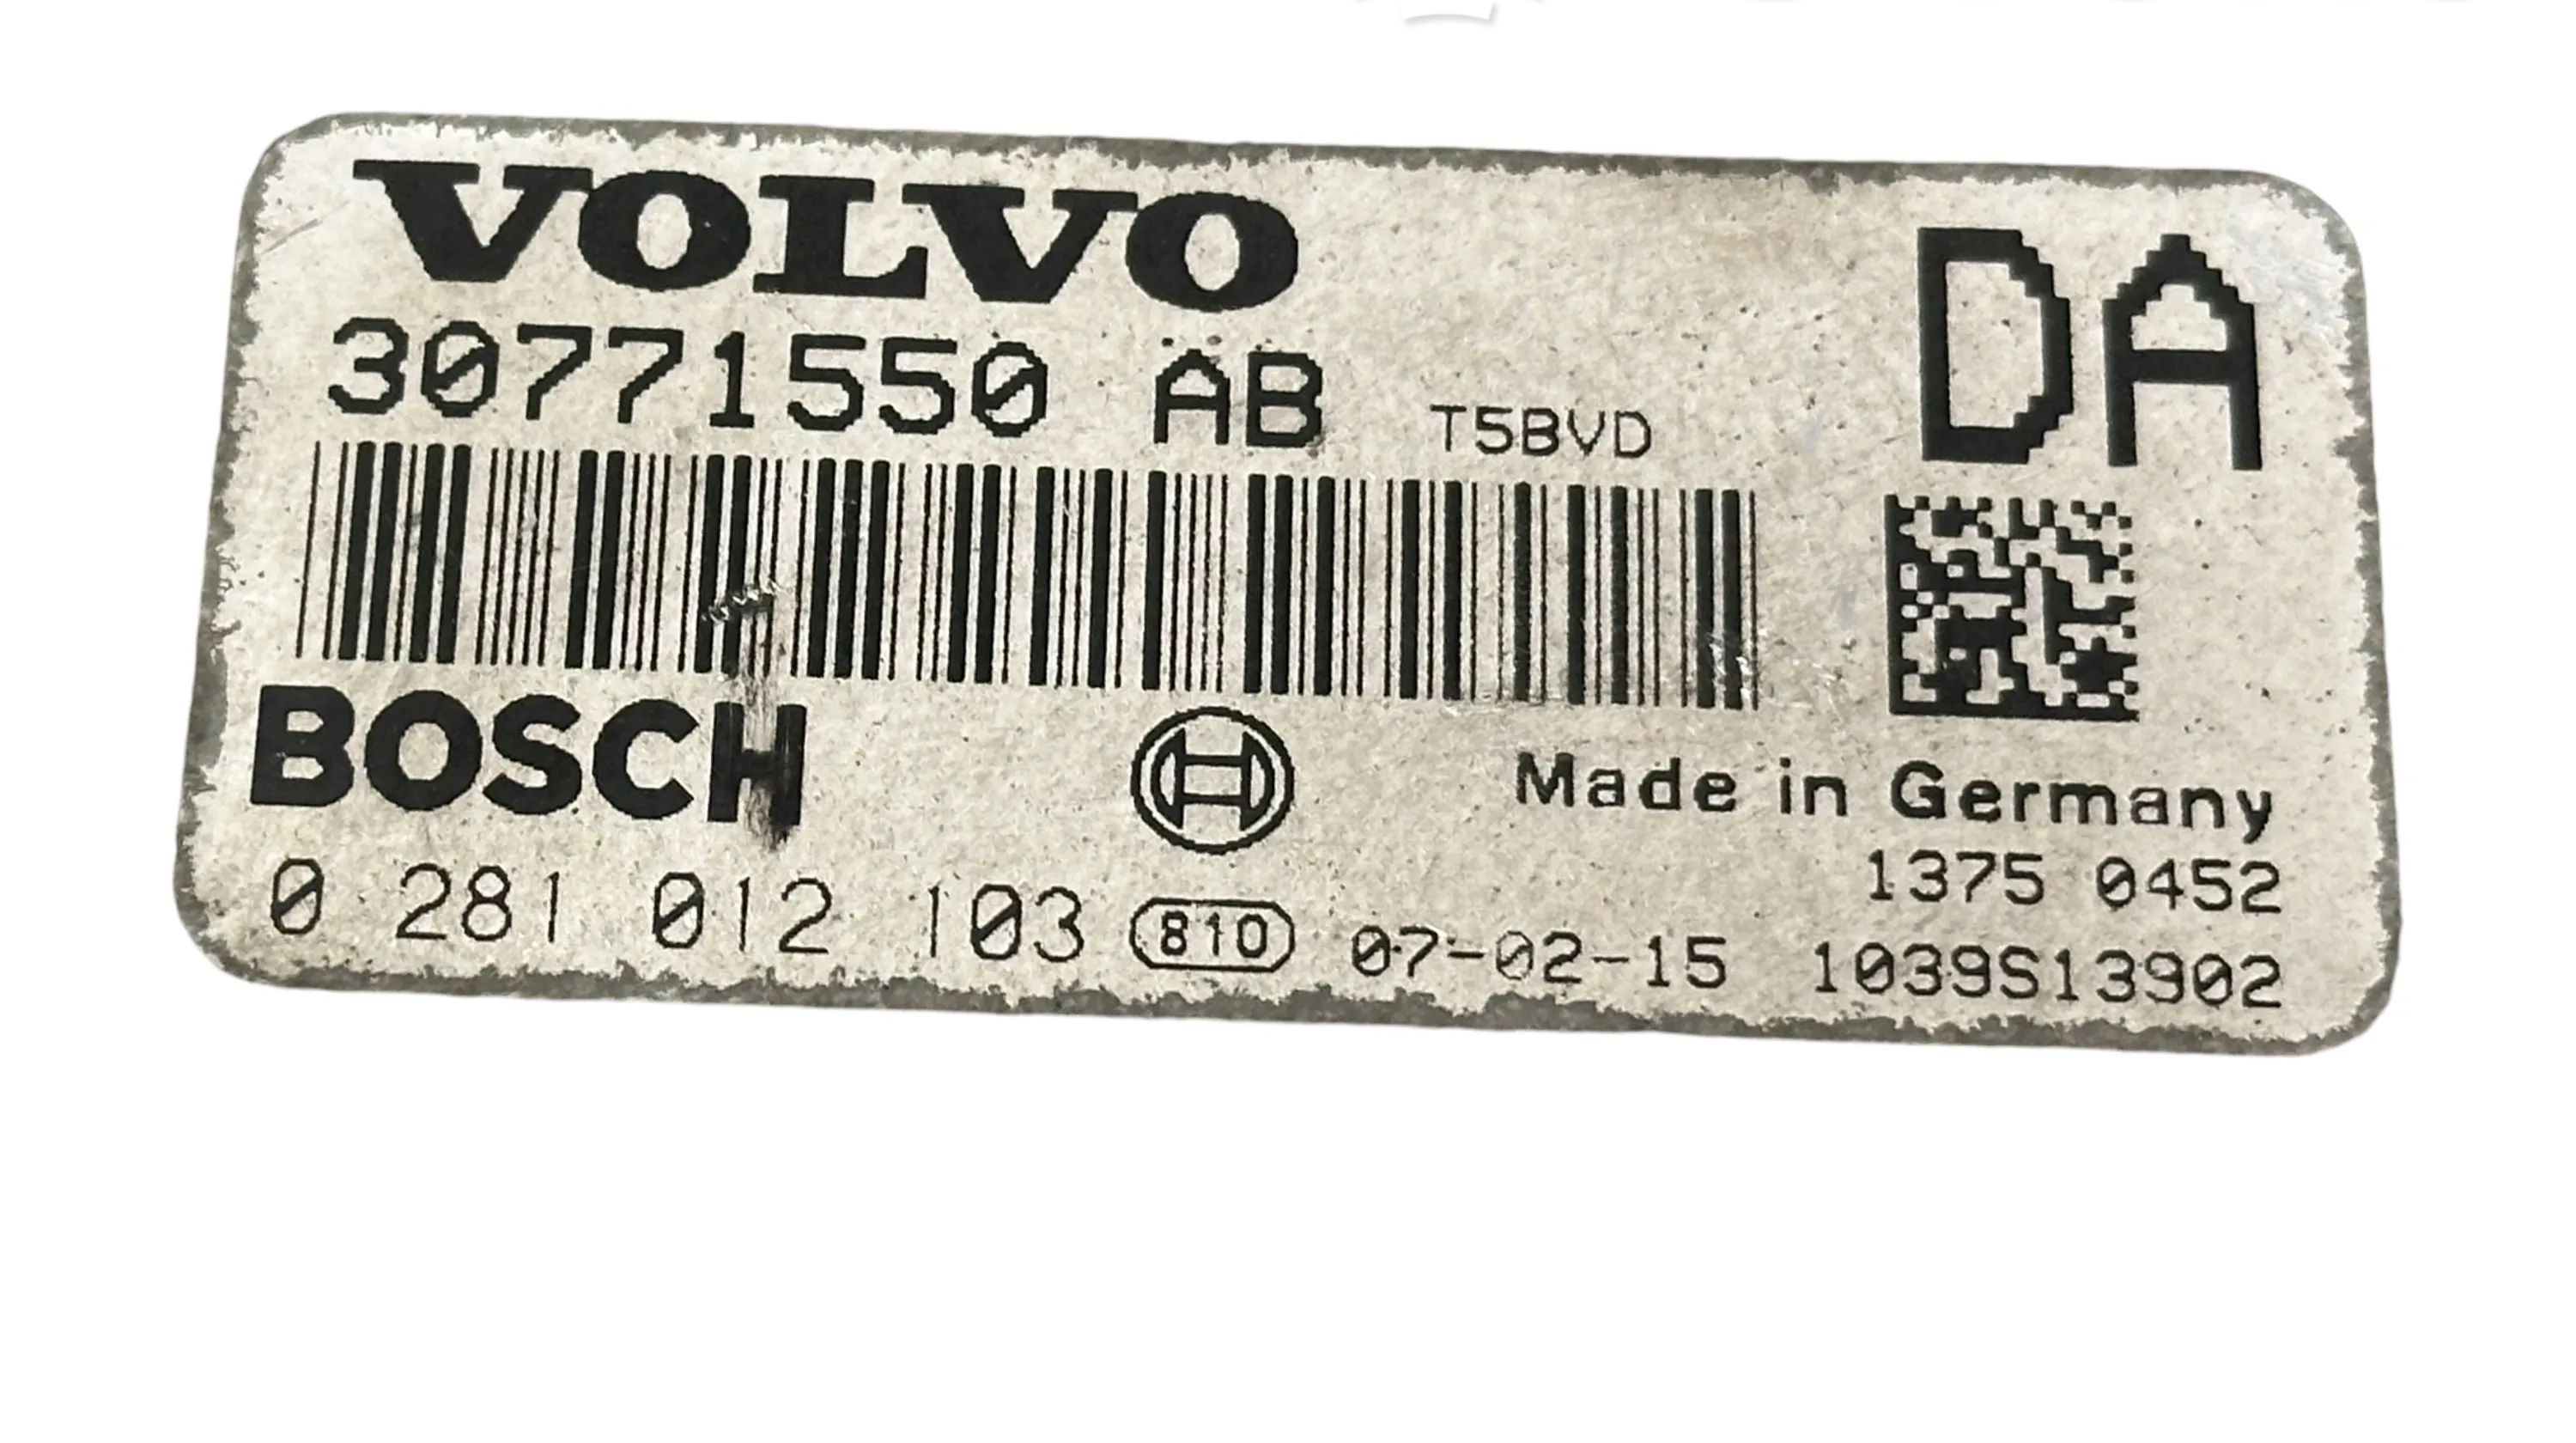 VOLVO DA
30771550 AB T5BVD
BOSCH Made in Germany
1375 0452
0 281 012 103 810 07-02-15 1039S13902